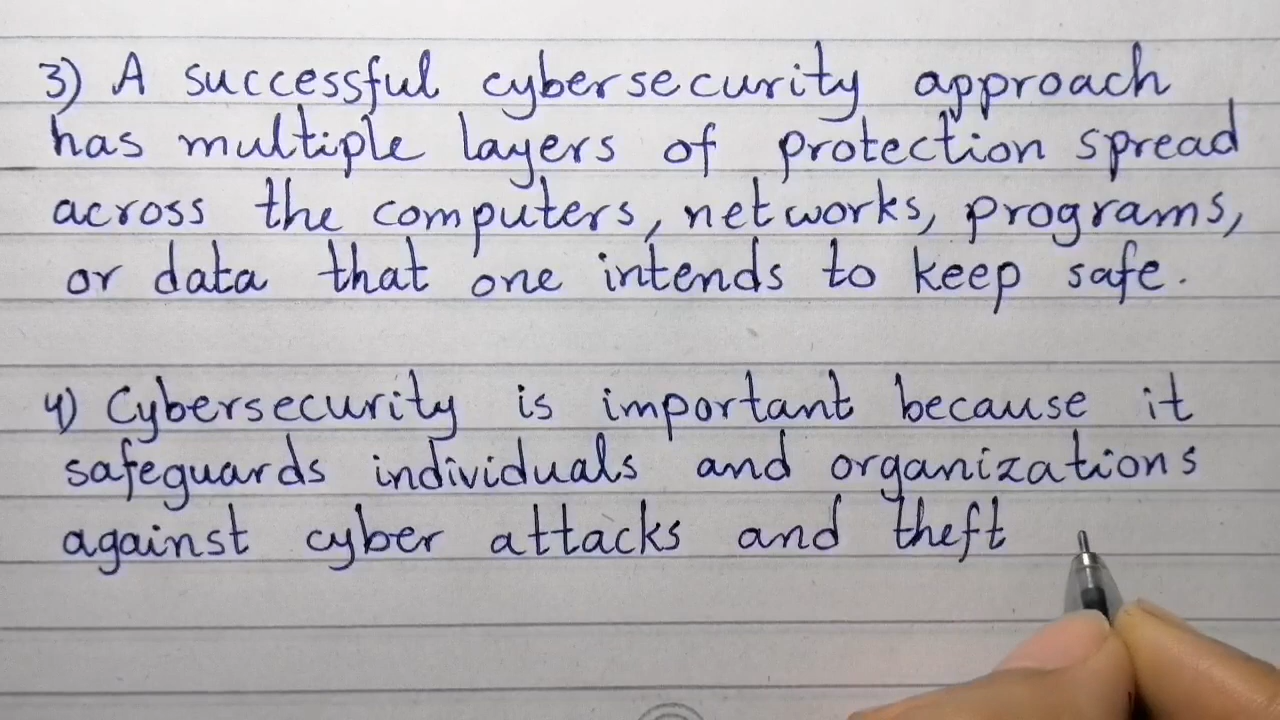 3) A successful cybersecurity approach
has multiple layers of protection spread
across the computers, networks, programs,
or data that one intends to keep safe.
4) Cybersecurity is important because it
safeguards individuals and organizations
against cyber attacks and theft